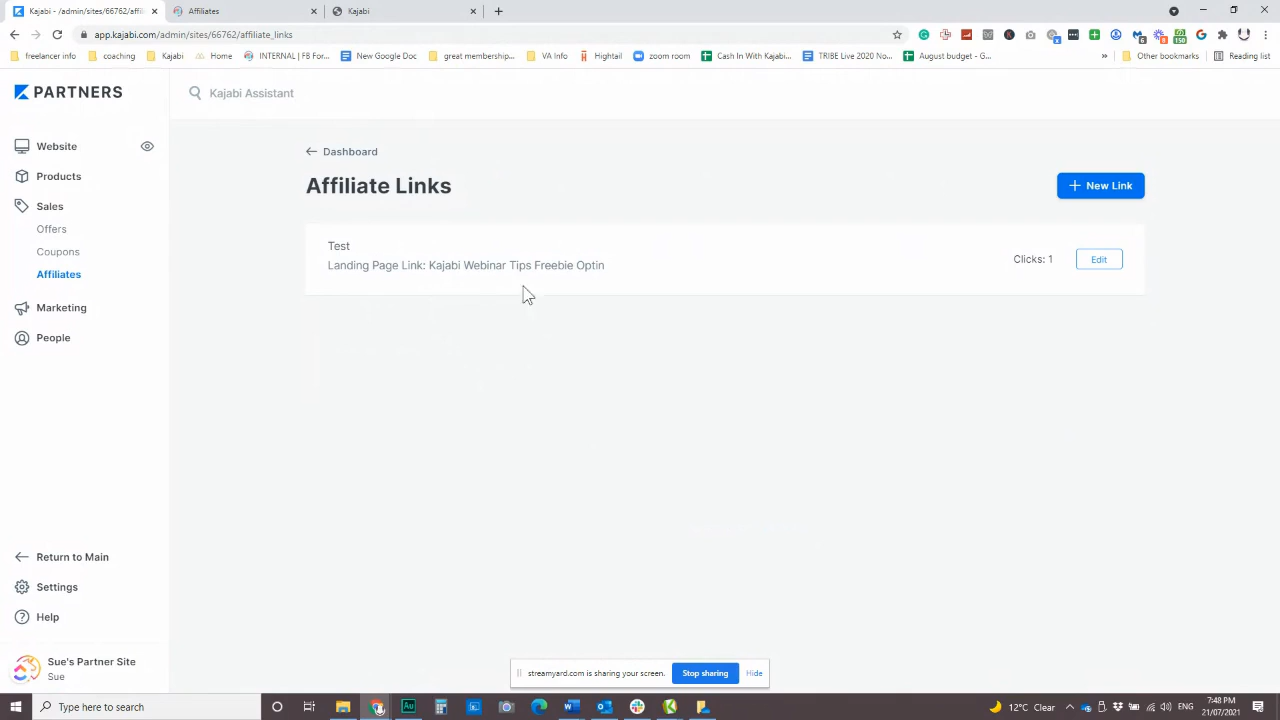 Kajabi - /admin/sites/66762/affilia
Affiliates
Kajabi
app.kajabi.com/admin/sites/66762/affiliate_links
freelancer info
coaching
Kajabi
Home
INTERNAL | FB For...
New Google Doc
great membership...
VA Info
Hightail
zoom room
Cash In With Kajabi...
TRIBE Live 2020 No...
August budget - G...
»
Other bookmarks
Reading list
PARTNERS
Kajabi Assistant
Website
Products
Sales
Offers
Coupons
Affiliates
Marketing
People
← Dashboard
Affiliate Links
+ New Link
Test
Landing Page Link: Kajabi Webinar Tips Freebie Optin
Clicks: 1
Edit
Return to Main
Settings
Help
Sue's Partner Site
Sue
streamyard.com is sharing your screen.
Stop sharing
Hide
Type here to search
12°C Clear
7:48 PM
21/07/2021